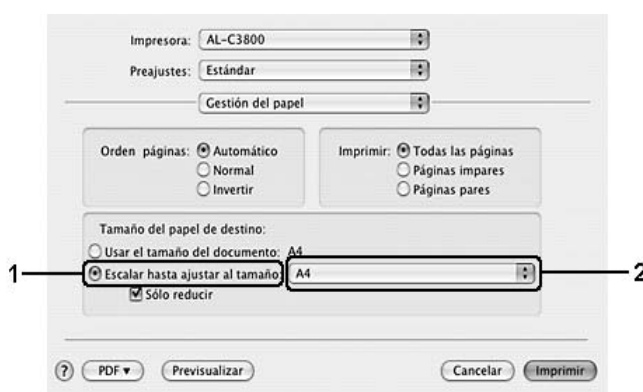 Impresora: AL-C3800
Preajustes: Estándar
Gestión del papel
Orden páginas: Automático
Normal
Invertir
Imprimir: Todas las páginas
Páginas impares
Páginas pares
Tamaño del papel de destino:
Usar el tamaño del documento: A4
1 Escalar hasta ajustar al tamaño A4 2
Sólo reducir
? PDF Previsualizar Cancelar Imprimir